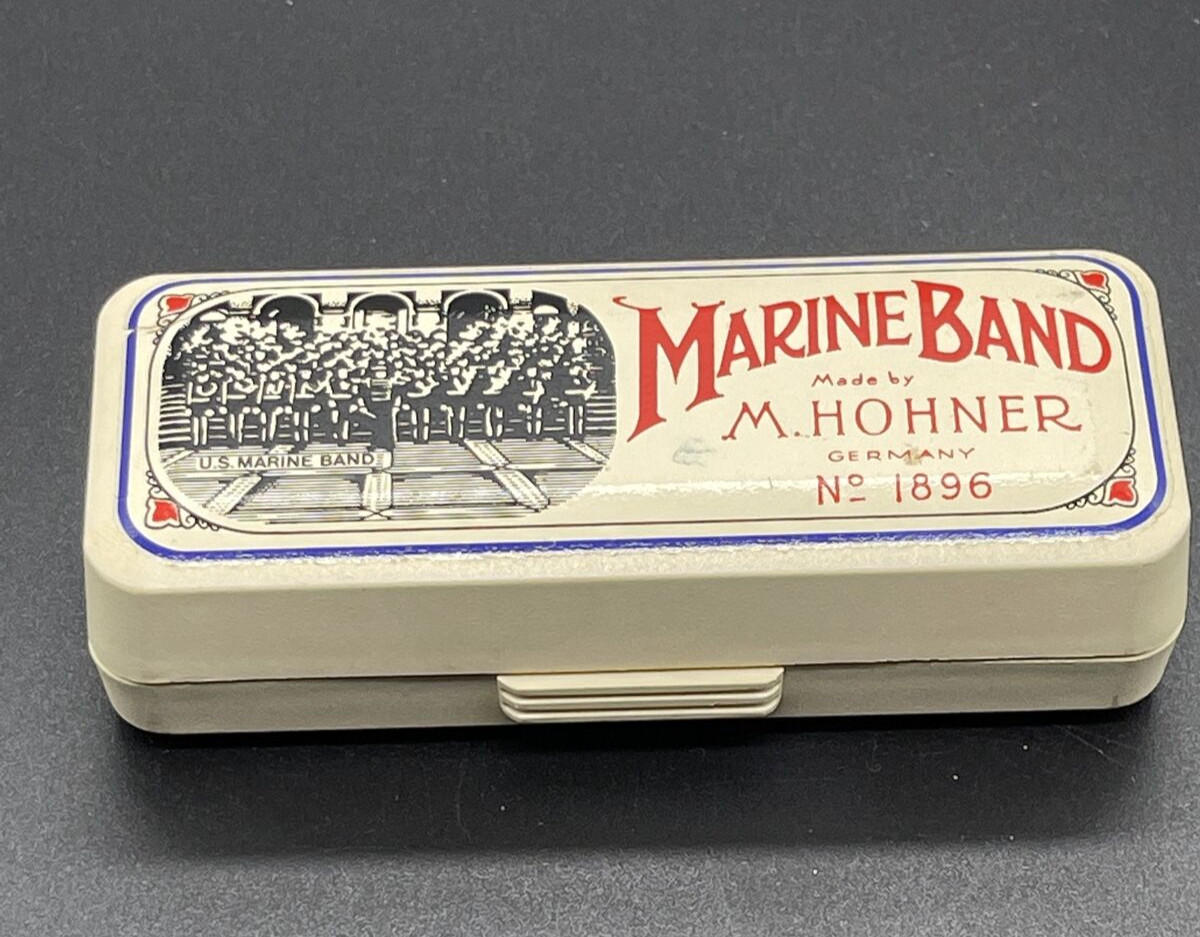 U.S. MARINE BAND
MARINE BAND
Made by
M. HOHNER
GERMANY
Nº 1896